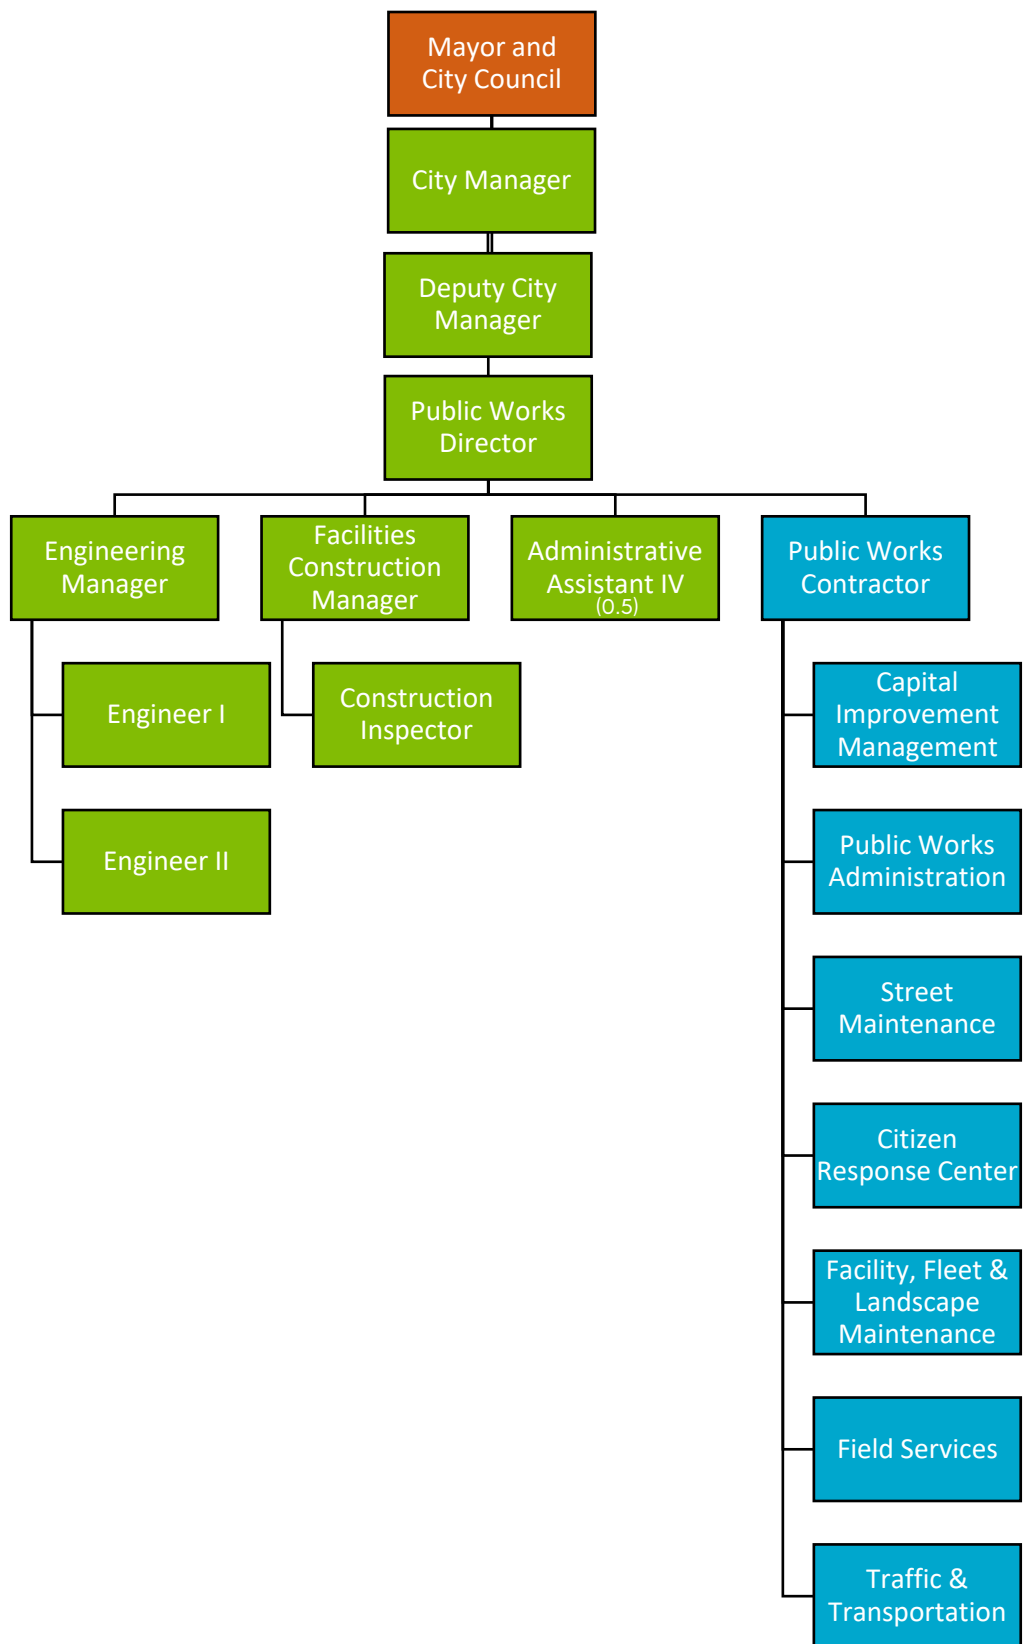 Mayor and
City Council
City Manager
Deputy City
Manager
Public Works
Director
Engineering
Manager
Facilities
Construction
Manager
Administrative
Assistant IV
(0.5)
Public Works
Contractor
Engineer I
Construction
Inspector
Capital
Improvement
Management
Engineer II
Public Works
Administration
Street
Maintenance
Citizen
Response Center
Facility, Fleet &
Landscape
Maintenance
Field Services
Traffic &
Transportation